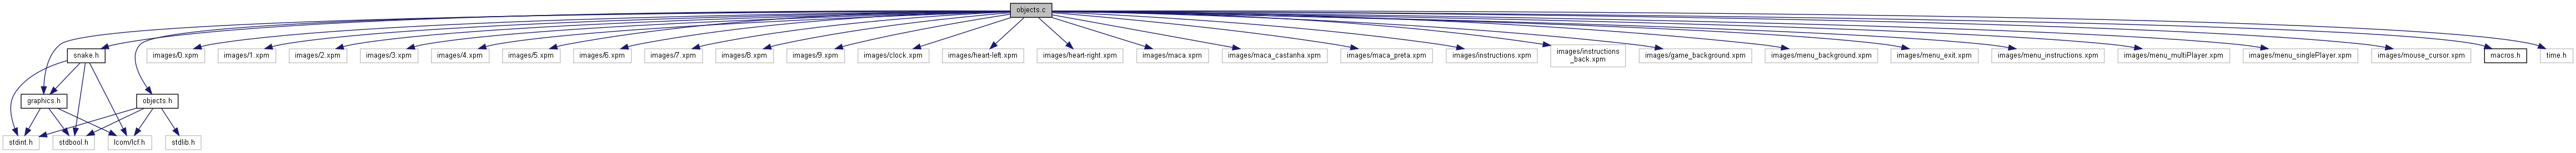 objects.c
snake.h
images/0.xpm
images/1.xpm
images/2.xpm
images/3.xpm
images/4.xpm
images/5.xpm
images/6.xpm
images/7.xpm
images/8.xpm
images/9.xpm
images/clock.xpm
images/heart-left.xpm
images/heart-right.xpm
images/maca.xpm
images/maca_castanha.xpm
images/maca_preta.xpm
images/instructions.xpm
images/instructions
_back.xpm
images/game_background.xpm
images/menu_background.xpm
images/menu_exit.xpm
images/menu_instructions.xpm
images/menu_multiPlayer.xpm
images/menu_singlePlayer.xpm
images/mouse_cursor.xpm
macros.h
time.h
graphics.h
objects.h
stdint.h
stdbool.h
lcom/lcf.h
stdlib.h